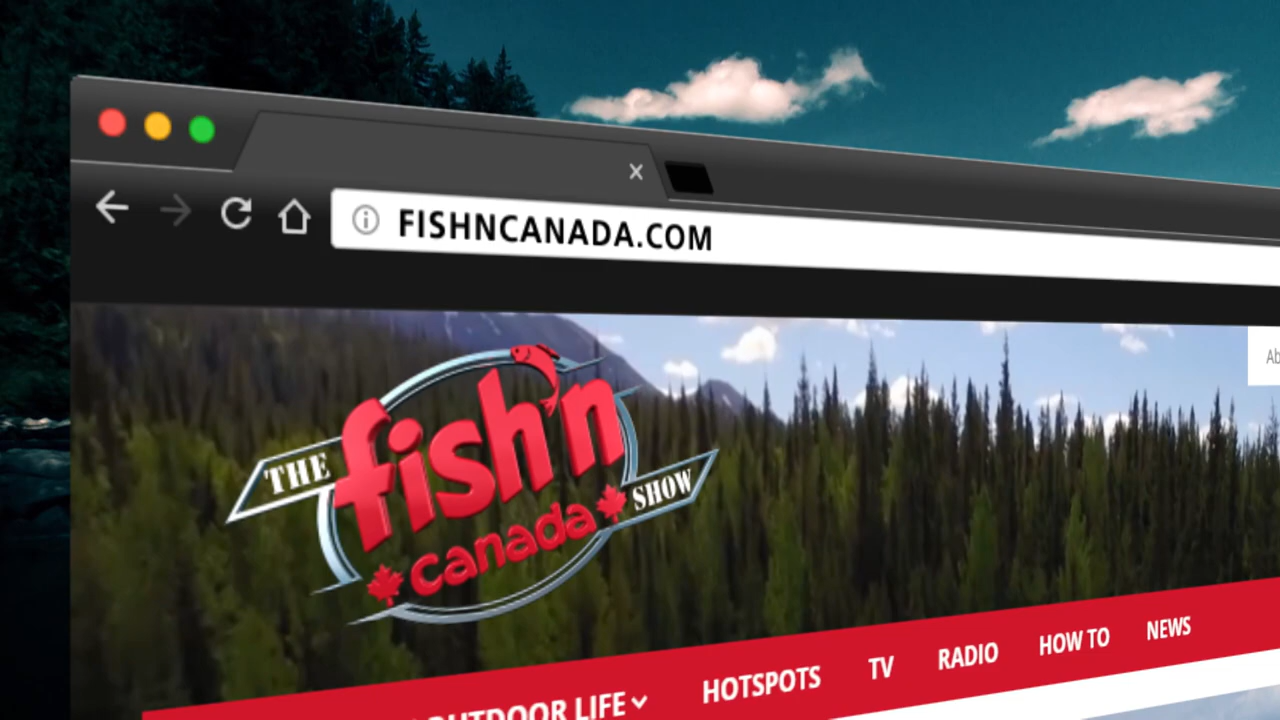 FISHNCANADA.COM
THE
fish'n
canada
SHOW
OUTDOOR LIFE
HOTSPOTS
TV
RADIO
HOW TO
NEWS